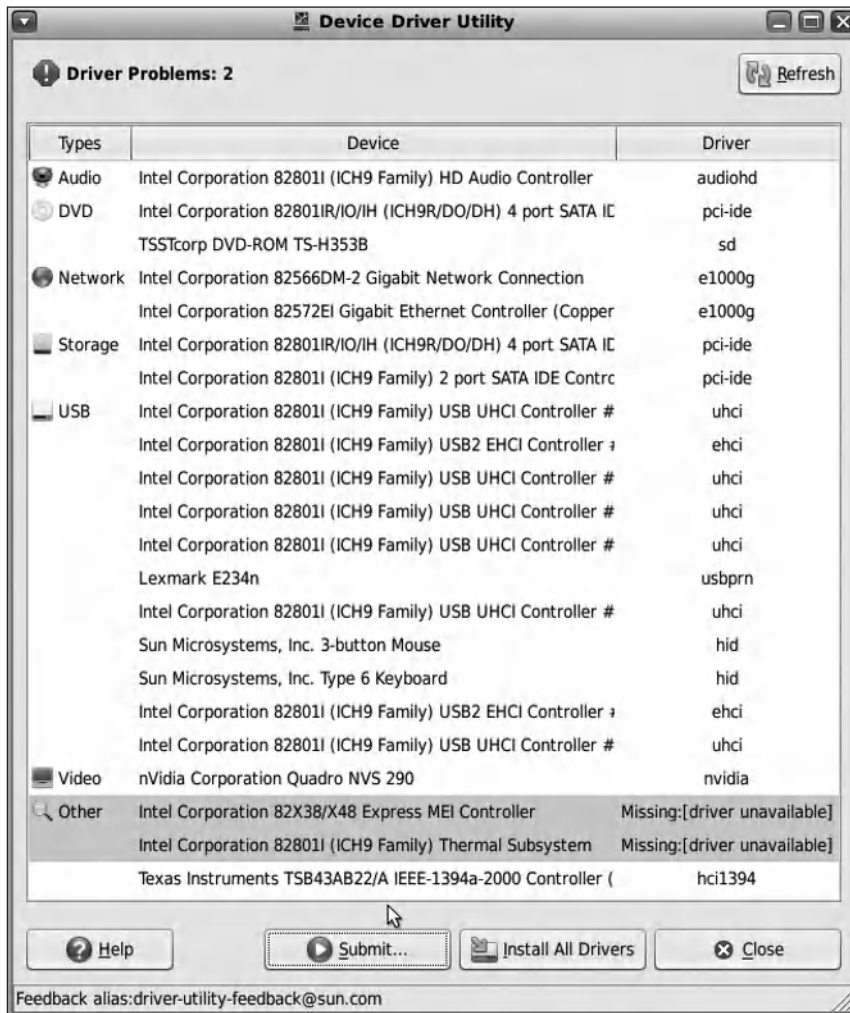 Device Driver Utility
Driver Problems: 2
Refresh
Types Device Driver
Audio Intel Corporation 82801I (ICH9 Family) HD Audio Controller audiohd
DVD Intel Corporation 82801IR/IO/IH (ICH9R/DO/DH) 4 port SATA ID pci-ide
TSSTcorp DVD-ROM TS-H353B sd
Network Intel Corporation 82566DM-2 Gigabit Network Connection e1000g
Intel Corporation 82572EI Gigabit Ethernet Controller (Copper e1000g
Storage Intel Corporation 82801IR/IO/IH (ICH9R/DO/DH) 4 port SATA ID pci-ide
Intel Corporation 82801I (ICH9 Family) 2 port SATA IDE Contrc pci-ide
USB Intel Corporation 82801I (ICH9 Family) USB UHCI Controller # uhci
Intel Corporation 82801I (ICH9 Family) USB2 EHCI Controller # ehci
Intel Corporation 82801I (ICH9 Family) USB UHCI Controller # uhci
Intel Corporation 82801I (ICH9 Family) USB UHCI Controller # uhci
Intel Corporation 82801I (ICH9 Family) USB UHCI Controller # uhci
Lexmark E234n usbprn
Intel Corporation 82801I (ICH9 Family) USB UHCI Controller # uhci
Sun Microsystems, Inc. 3-button Mouse hid
Sun Microsystems, Inc. Type 6 Keyboard hid
Intel Corporation 82801I (ICH9 Family) USB2 EHCI Controller # ehci
Intel Corporation 82801I (ICH9 Family) USB UHCI Controller # uhci
Video nVidia Corporation Quadro NVS 290 nvidia
Other Intel Corporation 82X38/X48 Express MEI Controller Missing:[driver unavailable]
Intel Corporation 82801I (ICH9 Family) Thermal Subsystem Missing:[driver unavailable]
Texas Instruments TSB43AB22/A IEEE-1394a-2000 Controller ( hci1394
Help Submit... Install All Drivers Close
Feedback alias:driver-utility-feedback@sun.com